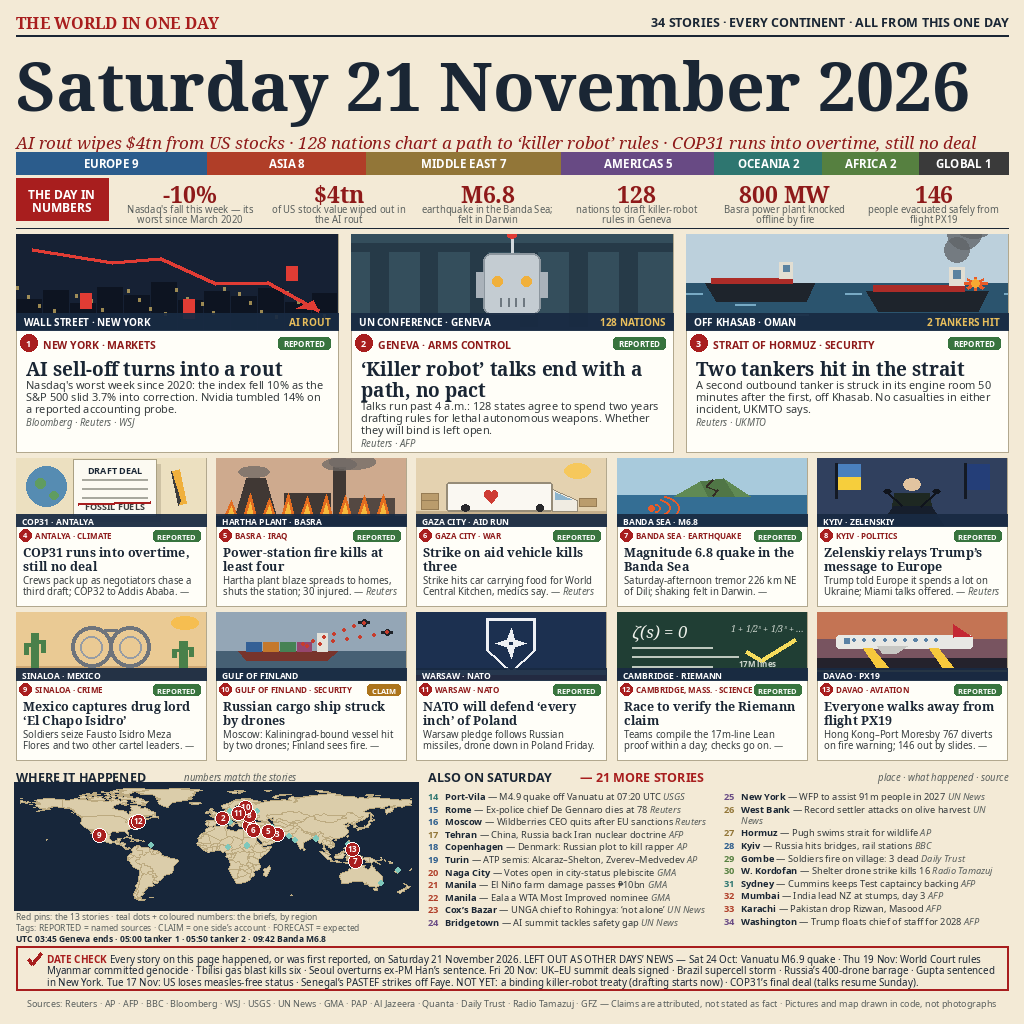 THE WORLD IN ONE DAY
34 STORIES · EVERY CONTINENT · ALL FROM THIS ONE DAY
Saturday 21 November 2026
AI rout wipes $4tn from US stocks · 128 nations chart a path to ‘killer robot’ rules · COP31 runs into overtime, still no deal
EUROPE 9
ASIA 8
MIDDLE EAST 7
AMERICAS 5
OCEANIA 2
AFRICA 2
GLOBAL 1
THE DAY IN
NUMBERS
-10%
Nasdaq's fall this week — its
worst since March 2020
$4tn
of US stock value wiped out in
the AI rout
M6.8
earthquake in the Banda Sea;
felt in Darwin
128
nations to draft killer-robot
rules in Geneva
800 MW
Basra power plant knocked
offline by fire
146
people evacuated safely from
flight PX19
WALL STREET · NEW YORK
AI ROUT
1 NEW YORK · MARKETS
REPORTED
AI sell-off turns into a rout
Nasdaq's worst week since 2020: the index fell 10% as the
S&P 500 slid 3.7% into correction. Nvidia tumbled 14% on
a reported accounting probe.
Bloomberg · Reuters · WSJ
UN CONFERENCE · GENEVA
128 NATIONS
2 GENEVA · ARMS CONTROL
REPORTED
‘Killer robot’ talks end with a
path, no pact
Talks run past 4 a.m.: 128 states agree to spend two years
drafting rules for lethal autonomous weapons. Whether
they will bind is left open.
Reuters · AFP
OFF KHASAB · OMAN
2 TANKERS HIT
3 STRAIT OF HORMUZ · SECURITY
REPORTED
Two tankers hit in the strait
A second outbound tanker is struck in its engine room 50
minutes after the first, off Khasab. No casualties in either
incident, UKMTO says.
Reuters · UKMTO
DRAFT DEAL
FOSSIL FUELS
COP31 · ANTALYA
4 ANTALYA · CLIMATE
REPORTED
COP31 runs into overtime,
still no deal
Crews pack up as negotiators chase a
third draft; COP32 to Addis Ababa. —
HARTHA PLANT · BASRA
5 BASRA · IRAQ
REPORTED
Power-station fire kills at
least four
Hartha plant blaze spreads to homes,
shuts the station; 30 injured. — Reuters
GAZA CITY · AID RUN
6 GAZA CITY · WAR
REPORTED
Strike on aid vehicle kills
three
Strike hits car carrying food for World
Central Kitchen, medics say. — Reuters
BANDA SEA · M6.8
7 BANDA SEA · EARTHQUAKE
REPORTED
Magnitude 6.8 quake in the
Banda Sea
Saturday-afternoon tremor 226 km NE
of Dili; shaking felt in Darwin. —
KYIV · ZELENSKIY
8 KYIV · POLITICS
REPORTED
Zelenskiy relays Trump’s
message to Europe
Trump told Europe it spends a lot on
Ukraine; Miami talks offered. — Reuters
SINALOA · MEXICO
9 SINALOA · CRIME
REPORTED
Mexico captures drug lord
‘El Chapo Isidro’
Soldiers seize Fausto Isidro Meza
Flores and two other cartel leaders. —
GULF OF FINLAND
10 GULF OF FINLAND · SECURITY
CLAIM
Russian cargo ship struck
by drones
Moscow: Kaliningrad-bound vessel hit
by two drones; Finland sees fire. —
WARSAW · NATO
11 WARSAW · NATO
REPORTED
NATO will defend ‘every
inch’ of Poland
Warsaw pledge follows Russian
missiles, drone down in Poland Friday.
ζ(s) = 0
1 + 1/2ˢ + 1/3ˢ + …
17M lines
CAMBRIDGE · RIEMANN
12 CAMBRIDGE, MASS. · SCIENCE
REPORTED
Race to verify the Riemann
claim
Teams compile the 17m-line Lean
proof within a day; checks go on. —
DAVAO · PX19
13 DAVAO · AVIATION
REPORTED
Everyone walks away from
flight PX19
Hong Kong–Port Moresby 767 diverts
on fire warning; 146 out by slides. —
WHERE IT HAPPENED
numbers match the stories
9
12
2
11
10
6
5
3
13
7
Red pins: the 13 stories · teal dots + coloured numbers: the briefs, by region
Tags: REPORTED = named sources · CLAIM = one side's account · FORECAST = expected
UTC 03:45 Geneva ends · 05:00 tanker 1 · 05:50 tanker 2 · 09:42 Banda M6.8
ALSO ON SATURDAY — 21 MORE STORIES
place · what happened · source
14 Port-Vila — M4.9 quake off Vanuatu at 07:20 UTC USGS
15 Rome — Ex-police chief De Gennaro dies at 78 Reuters
16 Moscow — Wildberries CEO quits after EU sanctions Reuters
17 Tehran — China, Russia back Iran nuclear doctrine AFP
18 Copenhagen — Denmark: Russian plot to kill rapper AP
19 Turin — ATP semis: Alcaraz–Shelton, Zverev–Medvedev AP
20 Naga City — Votes open in city-status plebiscite GMA
21 Manila — El Niño farm damage passes ₱10bn GMA
22 Manila — Eala a WTA Most Improved nominee GMA
23 Cox's Bazar — UNGA chief to Rohingya: 'not alone' UN News
24 Bridgetown — AI summit tackles safety gap UN News
25 New York — WFP to assist 91m people in 2027 UN News
26 West Bank — Record settler attacks on olive harvest UN
News
27 Hormuz — Pugh swims strait for wildlife AP
28 Kyiv — Russia hits bridges, rail stations BBC
29 Gombe — Soldiers fire on village: 3 dead Daily Trust
30 W. Kordofan — Shelter drone strike kills 16 Radio Tamazuj
31 Sydney — Cummins keeps Test captaincy backing AFP
32 Mumbai — India lead NZ at stumps, day 3 AFP
33 Karachi — Pakistan drop Rizwan, Masood AFP
34 Washington — Trump floats chief of staff for 2028 AFP
DATE CHECK Every story on this page happened, or was first reported, on Saturday 21 November 2026. LEFT OUT AS OTHER DAYS' NEWS — Sat 24 Oct: Vanuatu M6.9 quake · Thu 19 Nov: World Court rules
Myanmar committed genocide · Tbilisi gas blast kills six · Seoul overturns ex-PM Han’s sentence. Fri 20 Nov: UK–EU summit deals signed · Brazil supercell storm · Russia’s 400-drone barrage · Gupta sentenced
in New York. Tue 17 Nov: US loses measles-free status · Senegal’s PASTEF strikes off Faye. NOT YET: a binding killer-robot treaty (drafting starts now) · COP31’s final deal (talks resume Sunday).
Sources: Reuters · AP · AFP · BBC · Bloomberg · WSJ · USGS · UN News · GMA · PAP · Al Jazeera · Quanta · Daily Trust · Radio Tamazuj · GFZ — Claims are attributed, not stated as fact · Pictures and map drawn in code, not photographs